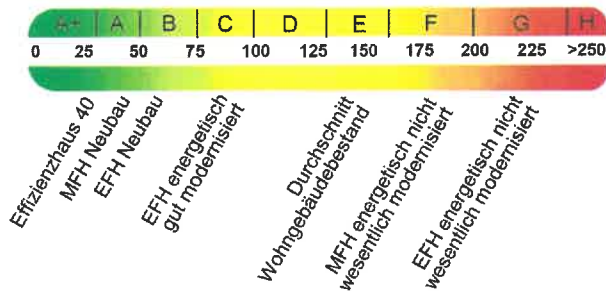 A+ A B C D E F G H
0 25 50 75 100 125 150 175 200 225 >250
Effizienzhaus 40
MFH Neubau
EFH Neubau
EFH energetisch
gut modernisiert
Durchschnitt
Wohngebäudebestand
MFH energetisch nicht
wesentlich modernisiert
EFH energetisch nicht
wesentlich modernisiert